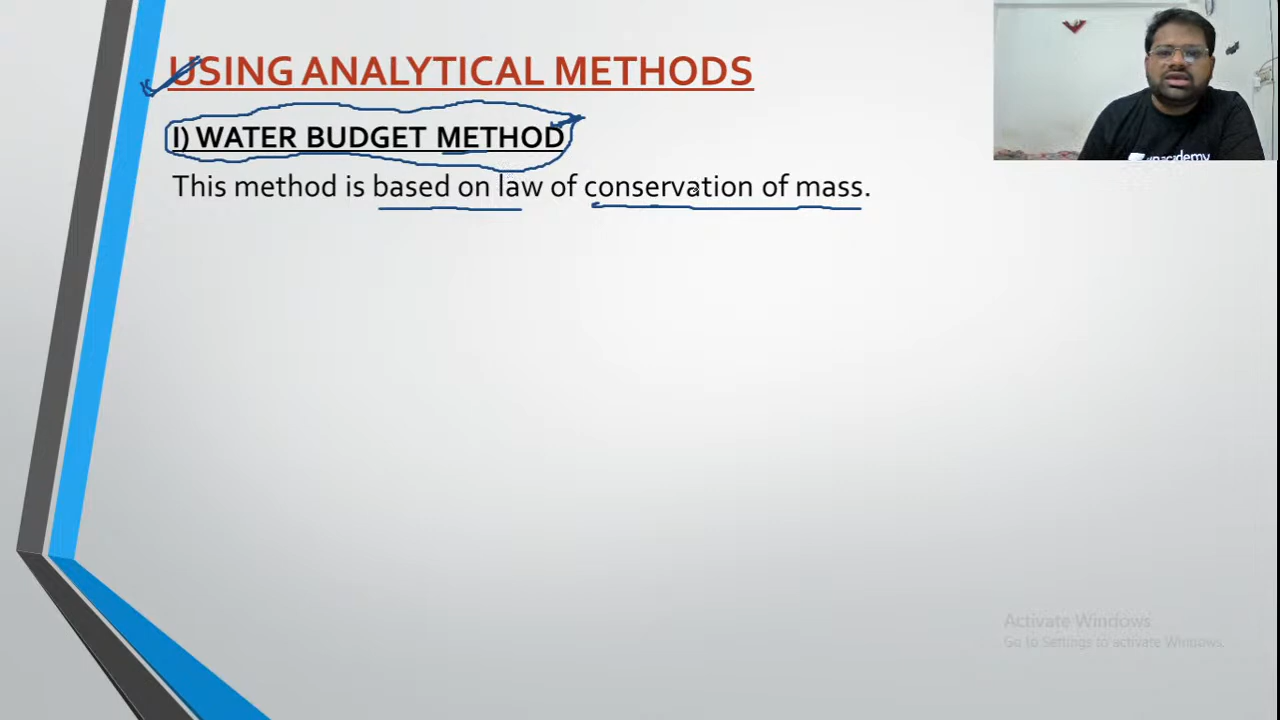 USING ANALYTICAL METHODS
I) WATER BUDGET METHOD
This method is based on law of conservation of mass.
Activate Windows
Go to Settings to activate Windows.